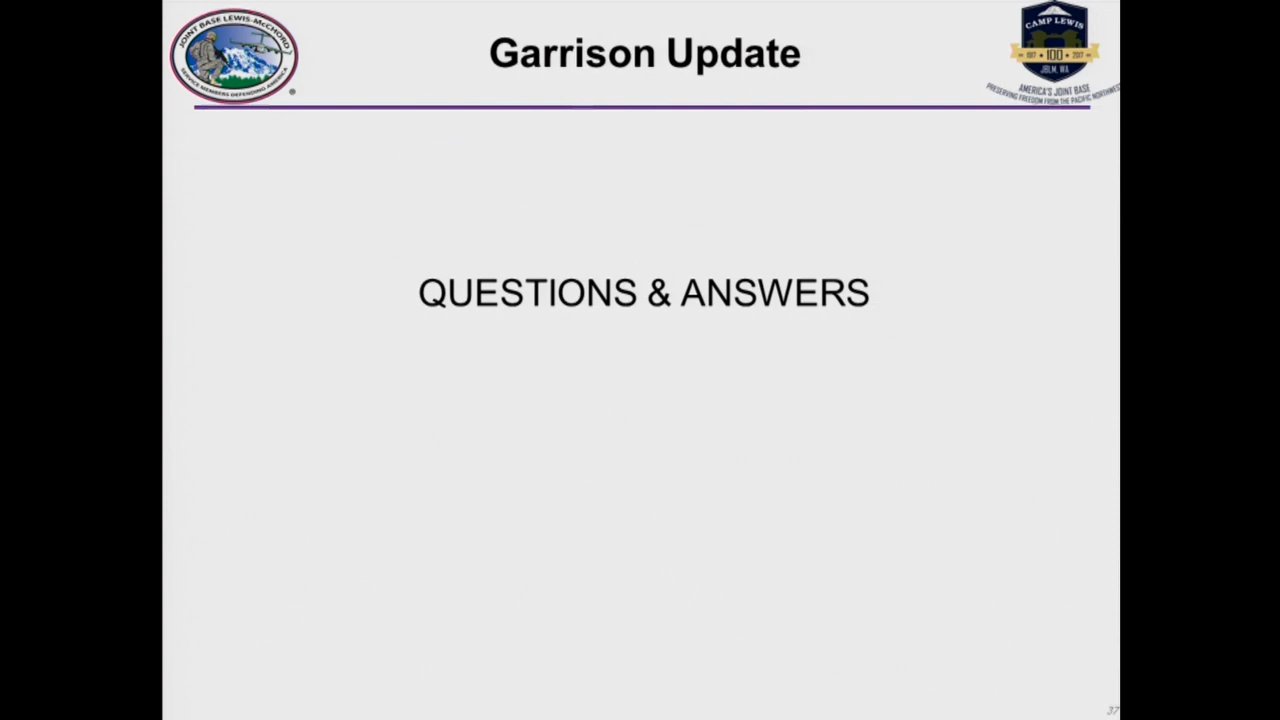 JOINT BASE LEWIS-McCHORD
SERVICE MEMBERS DEFENDING AMERICA
®
Garrison Update
CAMP LEWIS
1917 ★ 100 ★ 2017
JBLM, WA
AMERICA'S JOINT BASE
PRESERVING FREEDOM FROM THE PACIFIC NORTHWEST
QUESTIONS & ANSWERS
37